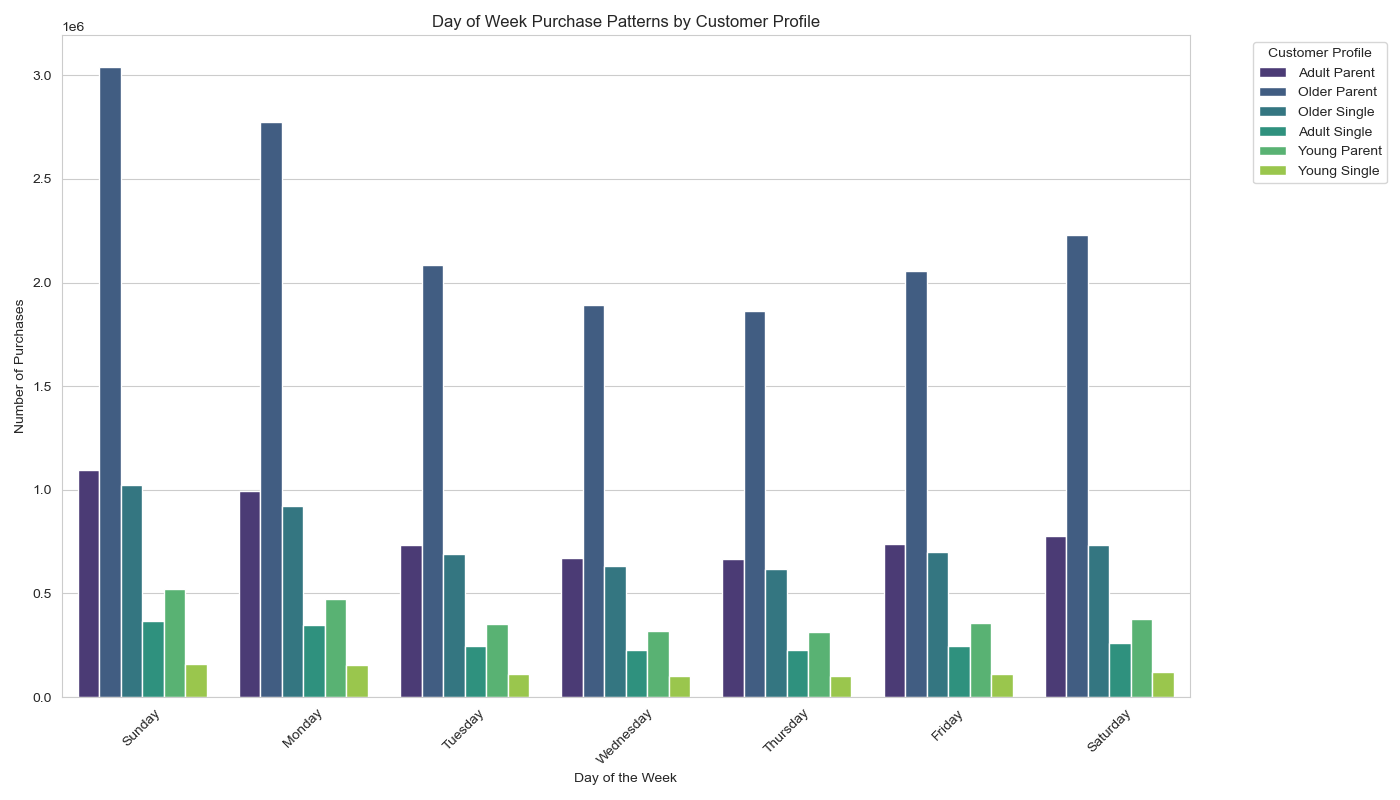 Day of Week Purchase Patterns by Customer Profile
1e6
3.0
2.5
2.0
1.5
1.0
0.5
0.0
Number of Purchases
Sunday
Monday
Tuesday
Wednesday
Thursday
Friday
Saturday
Day of the Week
Customer Profile
Adult Parent
Older Parent
Older Single
Adult Single
Young Parent
Young Single